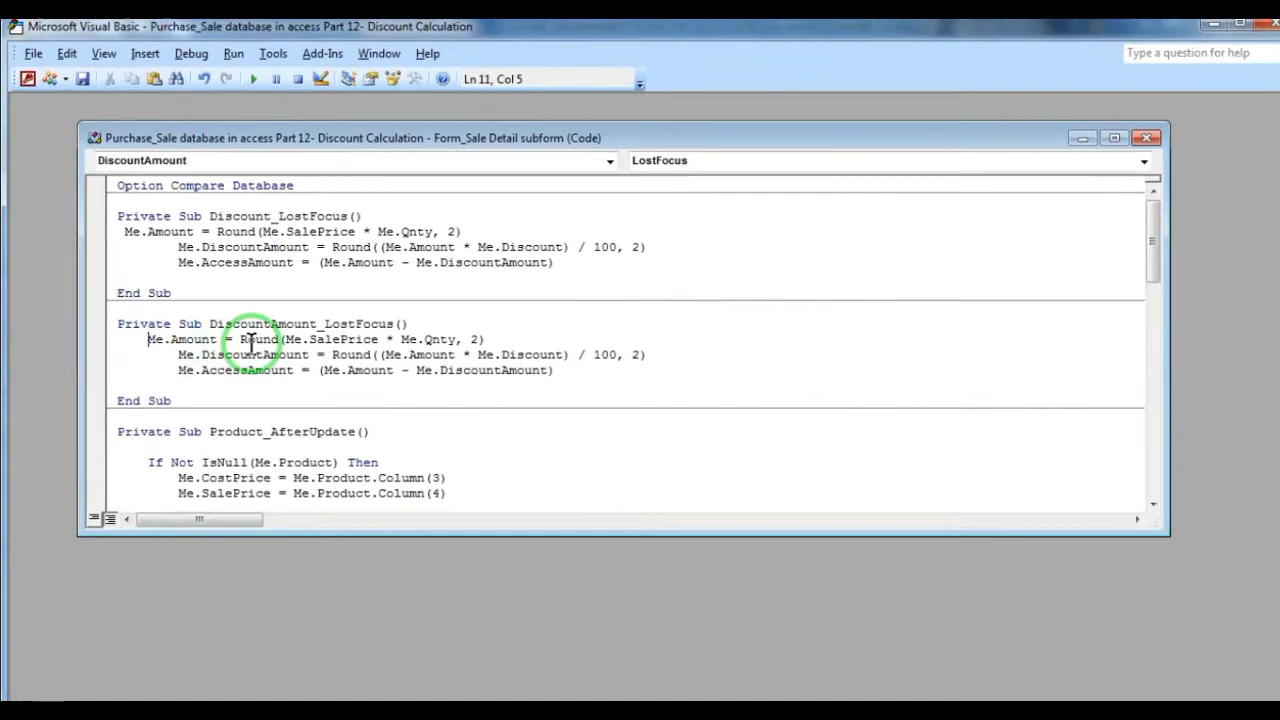 Microsoft Visual Basic - Purchase_Sale database in access Part 12- Discount Calculation
File Edit View Insert Debug Run Tools Add-Ins Window Help
Type a question for help
Ln 11, Col 5
Purchase_Sale database in access Part 12- Discount Calculation - Form_Sale Detail subform (Code)
DiscountAmount LostFocus
Option Compare Database
Private Sub Discount_LostFocus()
Me.Amount = Round(Me.SalePrice * Me.Qnty, 2)
Me.DiscountAmount = Round((Me.Amount * Me.Discount) / 100, 2)
Me.AccessAmount = (Me.Amount - Me.DiscountAmount)
End Sub
Private Sub DiscountAmount_LostFocus()
Me.Amount = Round(Me.SalePrice * Me.Qnty, 2)
Me.DiscountAmount = Round((Me.Amount * Me.Discount) / 100, 2)
Me.AccessAmount = (Me.Amount - Me.DiscountAmount)
End Sub
Private Sub Product_AfterUpdate()
If Not IsNull(Me.Product) Then
Me.CostPrice = Me.Product.Column(3)
Me.SalePrice = Me.Product.Column(4)